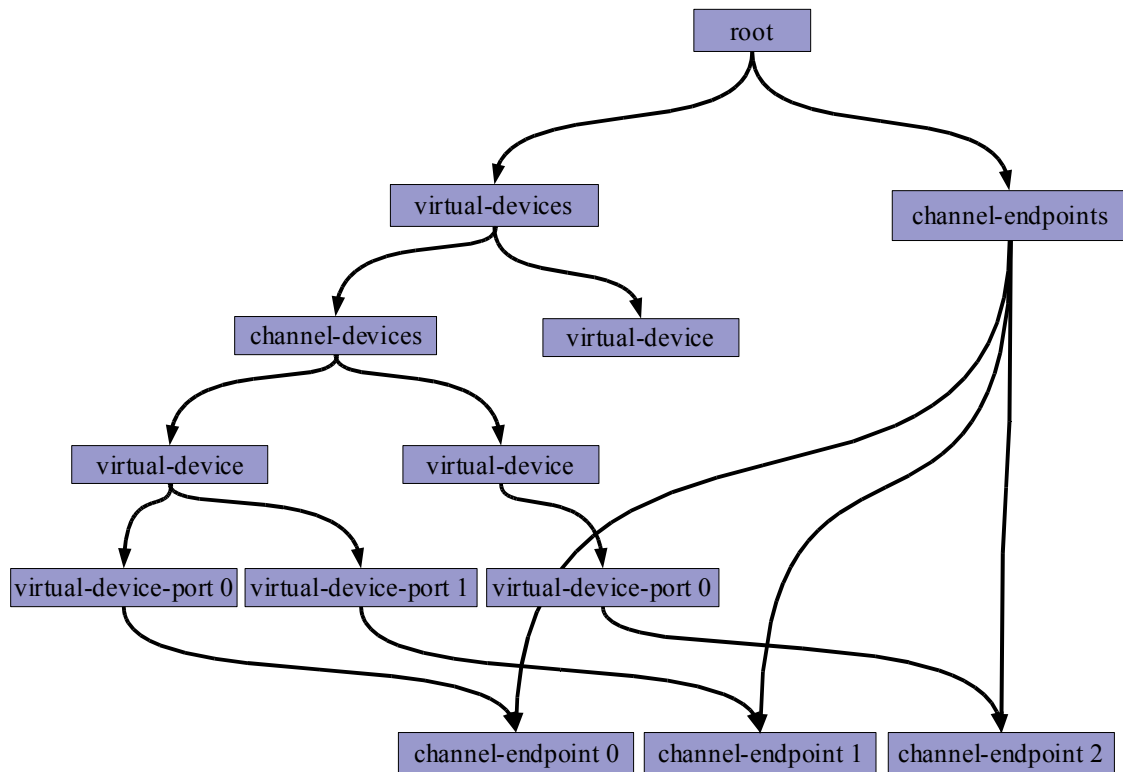 root
virtual-devices
channel-endpoints
channel-devices
virtual-device
virtual-device
virtual-device
virtual-device-port 0
virtual-device-port 1
virtual-device-port 0
channel-endpoint 0
channel-endpoint 1
channel-endpoint 2